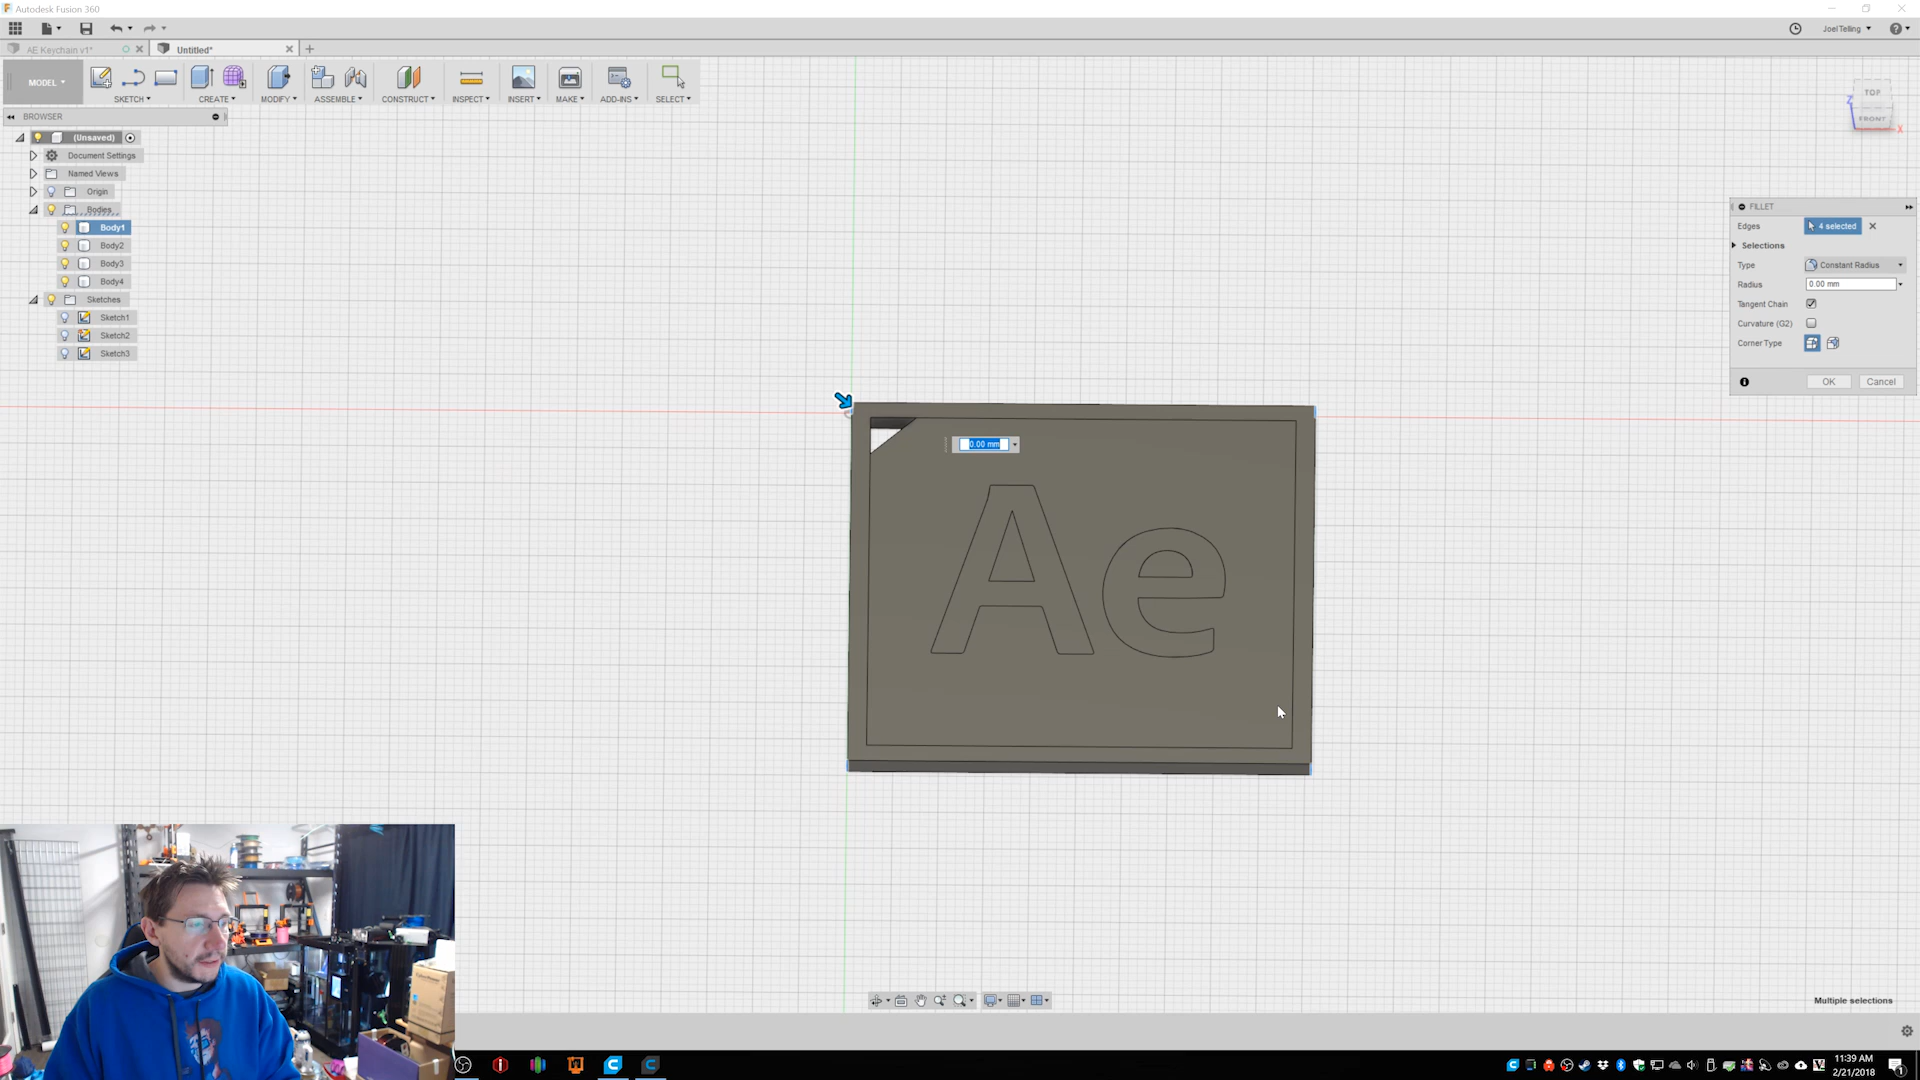 Autodesk Fusion 360
JoelTelling
AE Keychain v1*
Untitled*
MODEL
SKETCH
CREATE
MODIFY
ASSEMBLE
CONSTRUCT
INSPECT
INSERT
MAKE
ADD-INS
SELECT
BROWSER
(Unsaved)
Document Settings
Named Views
Origin
Bodies
Body1
Body2
Body3
Body4
Sketches
Sketch1
Sketch2
Sketch3
TOP
FRONT
Z
X
FILLET
Edges 4 selected
Selections
Type Constant Radius
Radius 0.00 mm
Tangent Chain
Curvature (G2)
Corner Type
OK Cancel
0.00 mm
Ae
Multiple selections
11:39 AM
2/21/2018